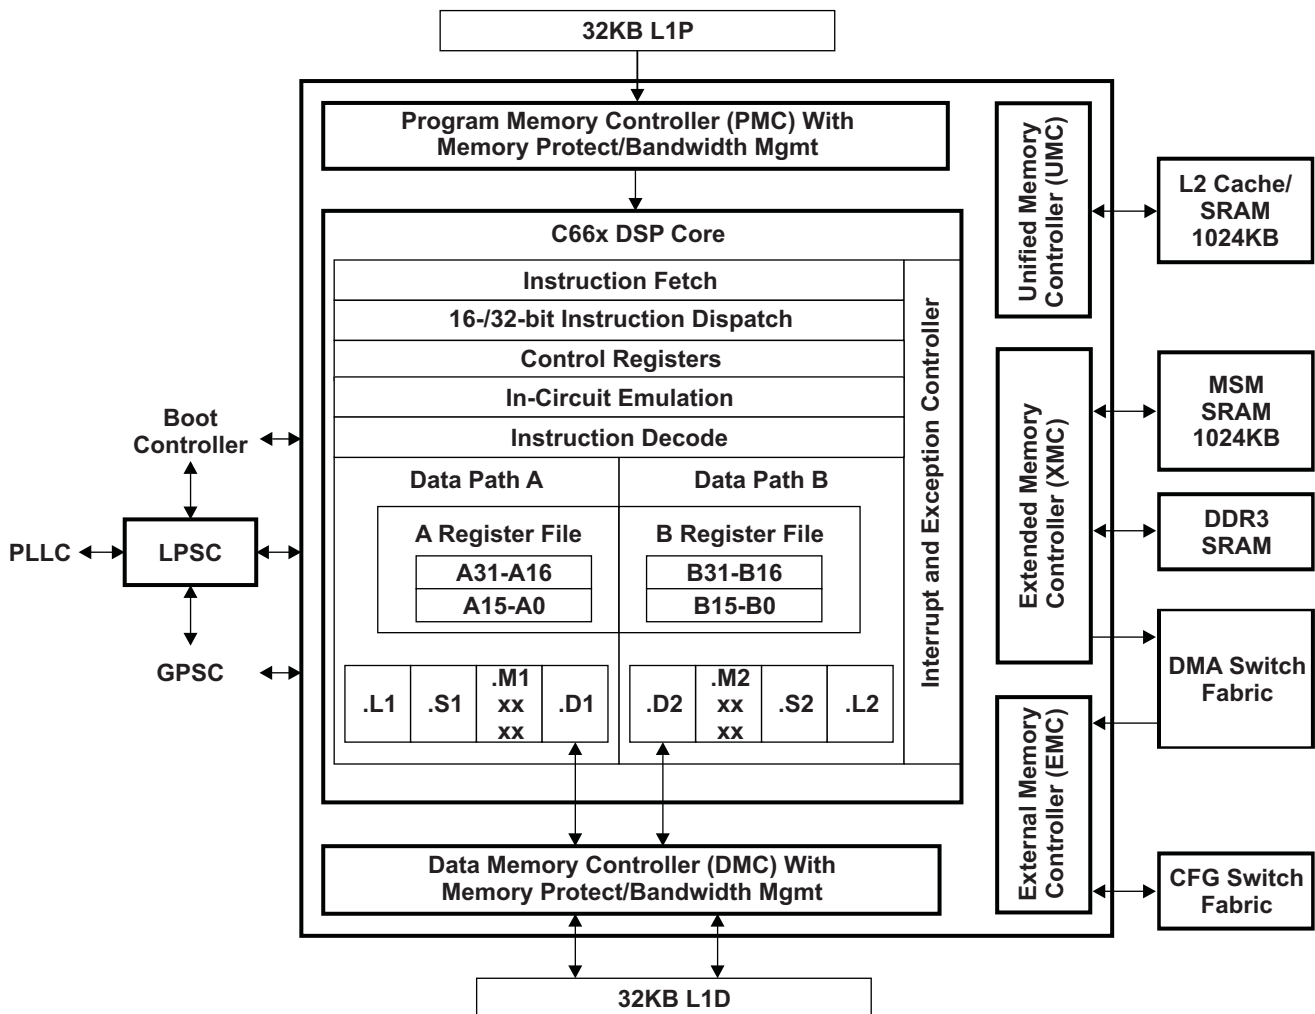 32KB L1P
Program Memory Controller (PMC) With
Memory Protect/Bandwidth Mgmt
C66x DSP Core
Instruction Fetch
16-/32-bit Instruction Dispatch
Control Registers
In-Circuit Emulation
Instruction Decode
Data Path A
Data Path B
A Register File
B Register File
A31-A16
B31-B16
A15-A0
B15-B0
.L1
.S1
.M1
xx
xx
.D1
.D2
.M2
xx
xx
.S2
.L2
Interrupt and Exception Controller
Data Memory Controller (DMC) With
Memory Protect/Bandwidth Mgmt
32KB L1D
Boot
Controller
PLLC
LPSC
GPSC
Unified Memory
Controller (UMC)
Extended Memory
Controller (XMC)
External Memory
Controller (EMC)
L2 Cache/
SRAM
1024KB
MSM
SRAM
1024KB
DDR3
SRAM
DMA Switch
Fabric
CFG Switch
Fabric